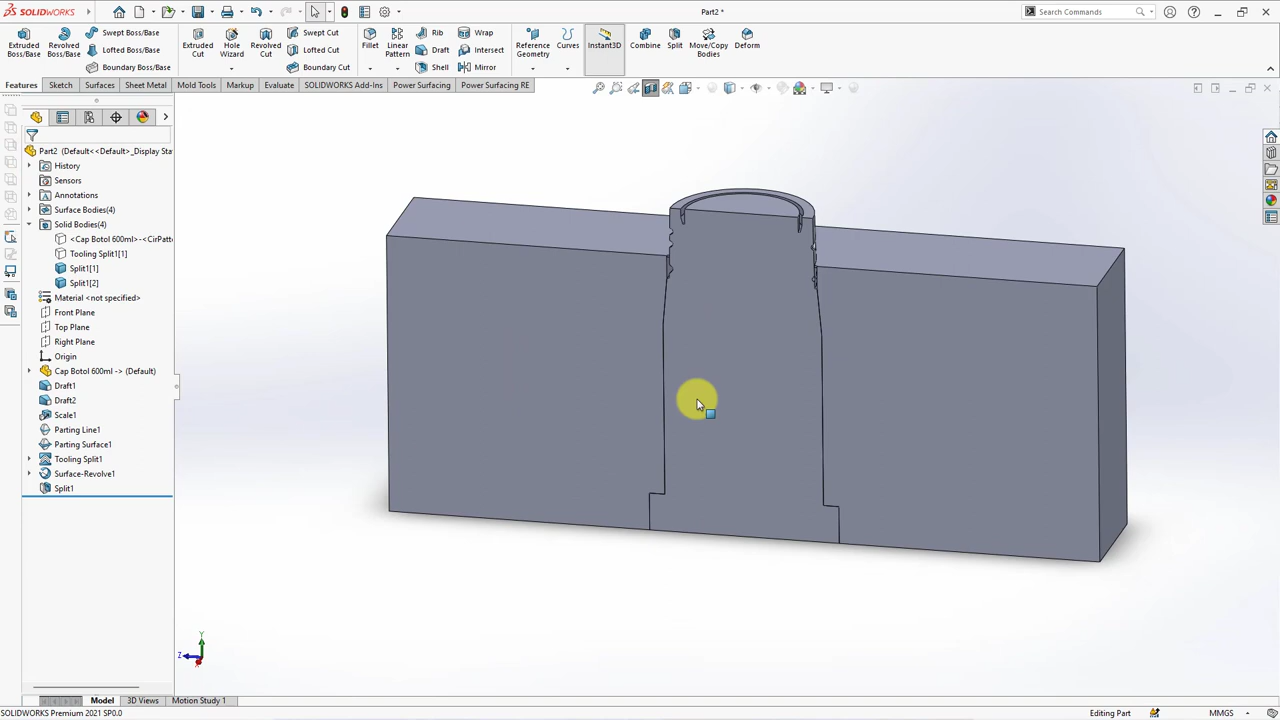 SOLIDWORKS
Part2 *
Search Commands
Extruded Boss/Base
Revolved Boss/Base
Swept Boss/Base
Lofted Boss/Base
Boundary Boss/Base
Extruded Cut
Hole Wizard
Revolved Cut
Swept Cut
Lofted Cut
Boundary Cut
Fillet
Linear Pattern
Rib
Draft
Shell
Wrap
Intersect
Mirror
Reference Geometry
Curves
Instant3D
Combine
Split
Move/Copy Bodies
Deform
Features
Sketch
Surfaces
Sheet Metal
Mold Tools
Markup
Evaluate
SOLIDWORKS Add-Ins
Power Surfacing
Power Surfacing RE
Part2 (Default<<Default>_Display Sta
History
Sensors
Annotations
Surface Bodies(4)
Solid Bodies(4)
<Cap Botol 600ml>-<CirPatt
Tooling Split1[1]
Split1[1]
Split1[2]
Material <not specified>
Front Plane
Top Plane
Right Plane
Origin
Cap Botol 600ml -> (Default)
Draft1
Draft2
Scale1
Parting Line1
Parting Surface1
Tooling Split1
Surface-Revolve1
Split1
Y
Z
X
Model
3D Views
Motion Study 1
SOLIDWORKS Premium 2021 SP0.0
Editing Part
MMGS